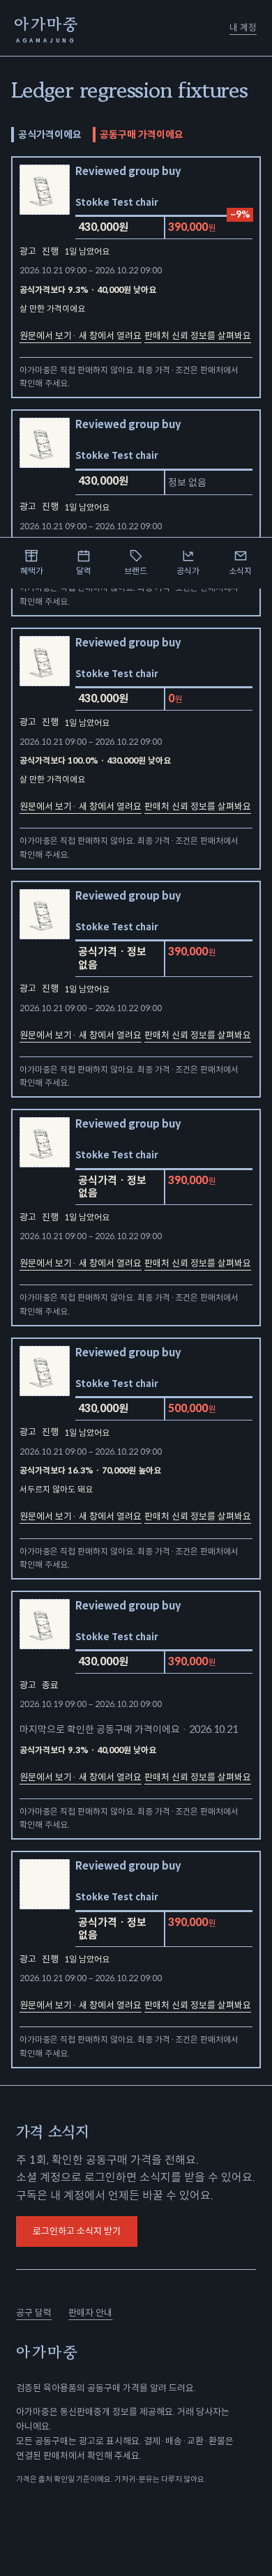 아가마중
AGAMAJUNG
내 계정
Ledger regression fixtures
공식가격이에요 공동구매 가격이에요
Reviewed group buy
Stokke Test chair
–9%
430,000원 390,000원
광고 진행 1일 남았어요
2026.10.21 09:00 – 2026.10.22 09:00
공식가격보다 9.3% · 40,000원 낮아요
살 만한 가격이에요
원문에서 보기 · 새 창에서 열려요 판매처 신뢰 정보를 살펴봐요
아가마중은 직접 판매하지 않아요. 최종 가격 · 조건은 판매처에서
확인해 주세요.
Reviewed group buy
Stokke Test chair
430,000원 정보 없음
광고 진행 1일 남았어요
2026.10.21 09:00 – 2026.10.22 09:00
혜택가 달력 브랜드 공식가 소식지
확인해 주세요.
Reviewed group buy
Stokke Test chair
430,000원 0원
광고 진행 1일 남았어요
2026.10.21 09:00 – 2026.10.22 09:00
공식가격보다 100.0% · 430,000원 낮아요
살 만한 가격이에요
원문에서 보기 · 새 창에서 열려요 판매처 신뢰 정보를 살펴봐요
아가마중은 직접 판매하지 않아요. 최종 가격 · 조건은 판매처에서
확인해 주세요.
Reviewed group buy
Stokke Test chair
공식가격 · 정보 390,000원
없음
광고 진행 1일 남았어요
2026.10.21 09:00 – 2026.10.22 09:00
원문에서 보기 · 새 창에서 열려요 판매처 신뢰 정보를 살펴봐요
아가마중은 직접 판매하지 않아요. 최종 가격 · 조건은 판매처에서
확인해 주세요.
Reviewed group buy
Stokke Test chair
공식가격 · 정보 390,000원
없음
광고 진행 1일 남았어요
2026.10.21 09:00 – 2026.10.22 09:00
원문에서 보기 · 새 창에서 열려요 판매처 신뢰 정보를 살펴봐요
아가마중은 직접 판매하지 않아요. 최종 가격 · 조건은 판매처에서
확인해 주세요.
Reviewed group buy
Stokke Test chair
430,000원 500,000원
광고 진행 1일 남았어요
2026.10.21 09:00 – 2026.10.22 09:00
공식가격보다 16.3% · 70,000원 높아요
서두르지 않아도 돼요
원문에서 보기 · 새 창에서 열려요 판매처 신뢰 정보를 살펴봐요
아가마중은 직접 판매하지 않아요. 최종 가격 · 조건은 판매처에서
확인해 주세요.
Reviewed group buy
Stokke Test chair
430,000원 390,000원
광고 종료
2026.10.19 09:00 – 2026.10.20 09:00
마지막으로 확인한 공동구매 가격이에요 · 2026.10.21
공식가격보다 9.3% · 40,000원 낮아요
원문에서 보기 · 새 창에서 열려요 판매처 신뢰 정보를 살펴봐요
아가마중은 직접 판매하지 않아요. 최종 가격 · 조건은 판매처에서
확인해 주세요.
Reviewed group buy
Stokke Test chair
공식가격 · 정보 390,000원
없음
광고 진행 1일 남았어요
2026.10.21 09:00 – 2026.10.22 09:00
원문에서 보기 · 새 창에서 열려요 판매처 신뢰 정보를 살펴봐요
아가마중은 직접 판매하지 않아요. 최종 가격 · 조건은 판매처에서
확인해 주세요.
가격 소식지
주 1회, 확인한 공동구매 가격을 전해요.
소셜 계정으로 로그인하면 소식지를 받을 수 있어요.
구독은 내 계정에서 언제든 바꿀 수 있어요.
로그인하고 소식지 받기
공구 달력 판매자 안내
아가마중
검증된 육아용품의 공동구매 가격을 알려 드려요.
아가마중은 통신판매중개 정보를 제공해요. 거래 당사자는
아니에요.
모든 공동구매는 광고로 표시해요. 결제 · 배송 · 교환 · 환불은
연결된 판매처에서 확인해 주세요.
가격은 출처 확인일 기준이에요. 기저귀·분유는 다루지 않아요.